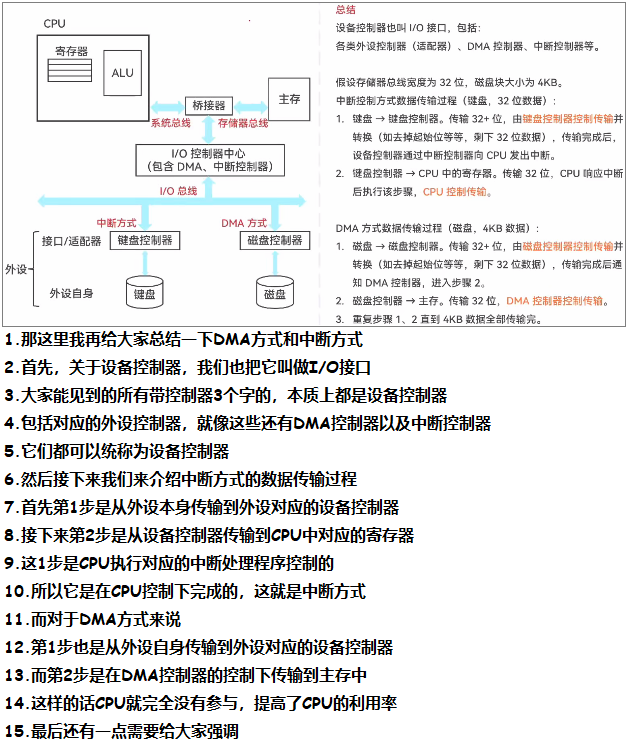 CPU
寄存器
ALU
桥接器
主存
系统总线
存储器总线
I/O 控制器中心
(包含 DMA、中断控制器)
I/O 总线
中断方式
DMA 方式
接口/适配器
键盘控制器
磁盘控制器
外设
外设自身
键盘
磁盘
总结
设备控制器也叫 I/O 接口，包括：
各类外设控制器（适配器）、DMA 控制器、中断控制器等。
假设存储器总线宽度为 32 位，磁盘块大小为 4KB。
中断控制方式数据传输过程（键盘，32 位数据）：
1. 键盘 → 键盘控制器。传输 32+ 位，由键盘控制器控制传输并
转换（如去掉起始位等等，剩下 32 位数据），传输完成后，
设备控制器通过中断控制器向 CPU 发出中断。
2. 键盘控制器 → CPU 中的寄存器。传输 32 位，CPU 响应中断
后执行该步骤，CPU 控制传输。
DMA 方式数据传输过程（磁盘，4KB 数据）：
1. 磁盘 → 磁盘控制器。传输 32+ 位，由磁盘控制器控制传输并
转换（如去掉起始位等等，剩下 32 位数据），传输完成后通
知 DMA 控制器，进入步骤 2。
2. 磁盘控制器 → 主存。传输 32 位，DMA 控制器控制传输。
3. 重复步骤 1、2 直到 4KB 数据全部传输完。
1.那这里我再给大家总结一下DMA方式和中断方式
2.首先，关于设备控制器，我们也把它叫做I/O接口
3.大家能见到的所有带控制器3个字的，本质上都是设备控制器
4.包括对应的外设控制器，就像这些还有DMA控制器以及中断控制器
5.它们都可以统称为设备控制器
6.然后接下来我们来介绍中断方式的数据传输过程
7.首先第1步是从外设本身传输到外设对应的设备控制器
8.接下来第2步是从设备控制器传输到CPU中对应的寄存器
9.这1步是CPU执行对应的中断处理程序控制的
10.所以它是在CPU控制下完成的，这就是中断方式
11.而对于DMA方式来说
12.第1步也是从外设自身传输到外设对应的设备控制器
13.而第2步是在DMA控制器的控制下传输到主存中
14.这样的话CPU就完全没有参与，提高了CPU的利用率
15.最后还有一点需要给大家强调